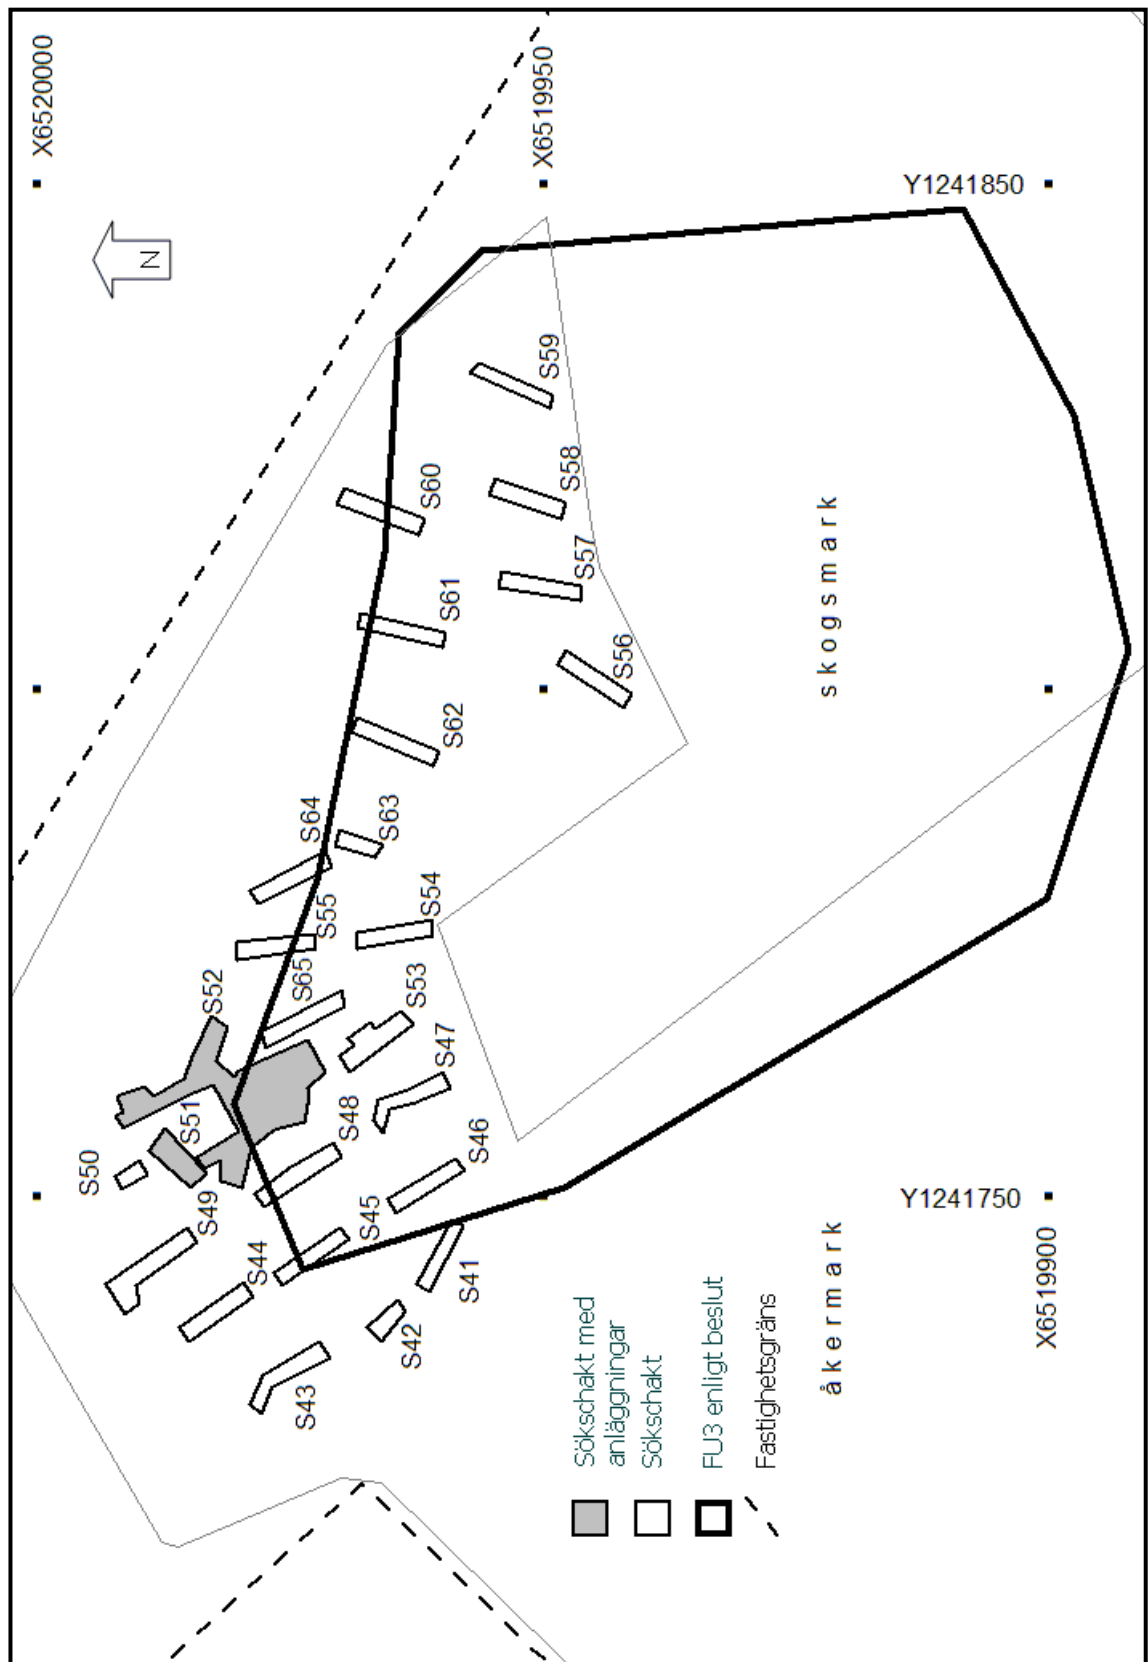 X6520000
X6519950
Y1241850
N
S59
S58
S60
S57
S61
S56
S62
skogsmark
S64
S63
S55
S54
S52
S65
S53
S47
S51
S48
S50
S46
S49
S45
S44
S41
S42
S43
Y1241750
X6519900
åkermark
Sökschakt med
anläggningar
Sökschakt
FU3 enligt beslut
Fastighetsgräns